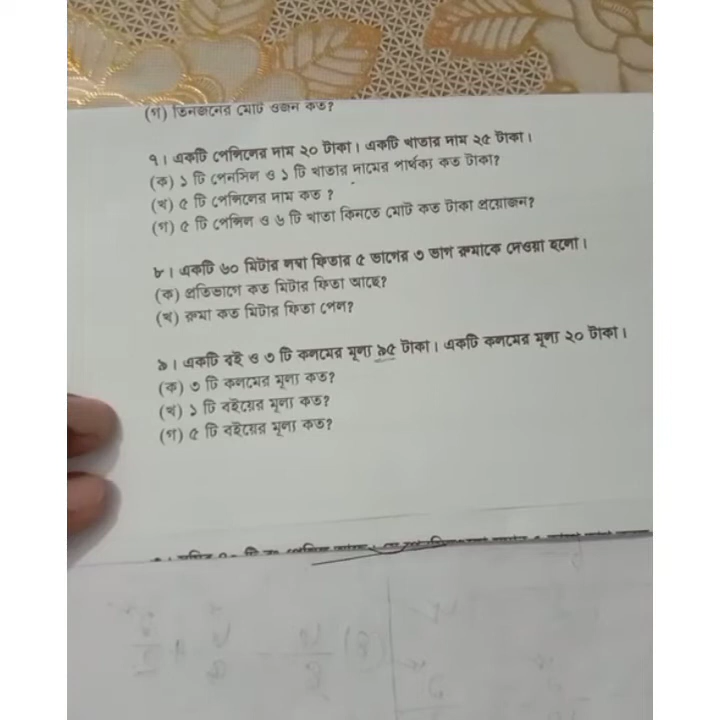 (গ) তিনজনের মোট ওজন কত?
৭। একটি পেন্সিলের দাম ২০ টাকা। একটি খাতার দাম ২৫ টাকা।
(ক) ১ টি পেনসিল ও ১ টি খাতার দামের পার্থক্য কত টাকা?
(খ) ৫ টি পেন্সিলের দাম কত ?
(গ) ৫ টি পেন্সিল ও ৬ টি খাতা কিনতে মোট কত টাকা প্রয়োজন?
৮। একটি ৬০ মিটার লম্বা ফিতার ৫ ভাগের ৩ ভাগ রুমাকে দেওয়া হলো।
(ক) প্রতিভাগে কত মিটার ফিতা আছে?
(খ) রুমা কত মিটার ফিতা পেল?
৯। একটি বই ও ৩ টি কলমের মূল্য ৯৫ টাকা। একটি কলমের মূল্য ২০ টাকা।
(ক) ৩ টি কলমের মূল্য কত?
(খ) ১ টি বইয়ের মূল্য কত?
(গ) ৫ টি বইয়ের মূল্য কত?